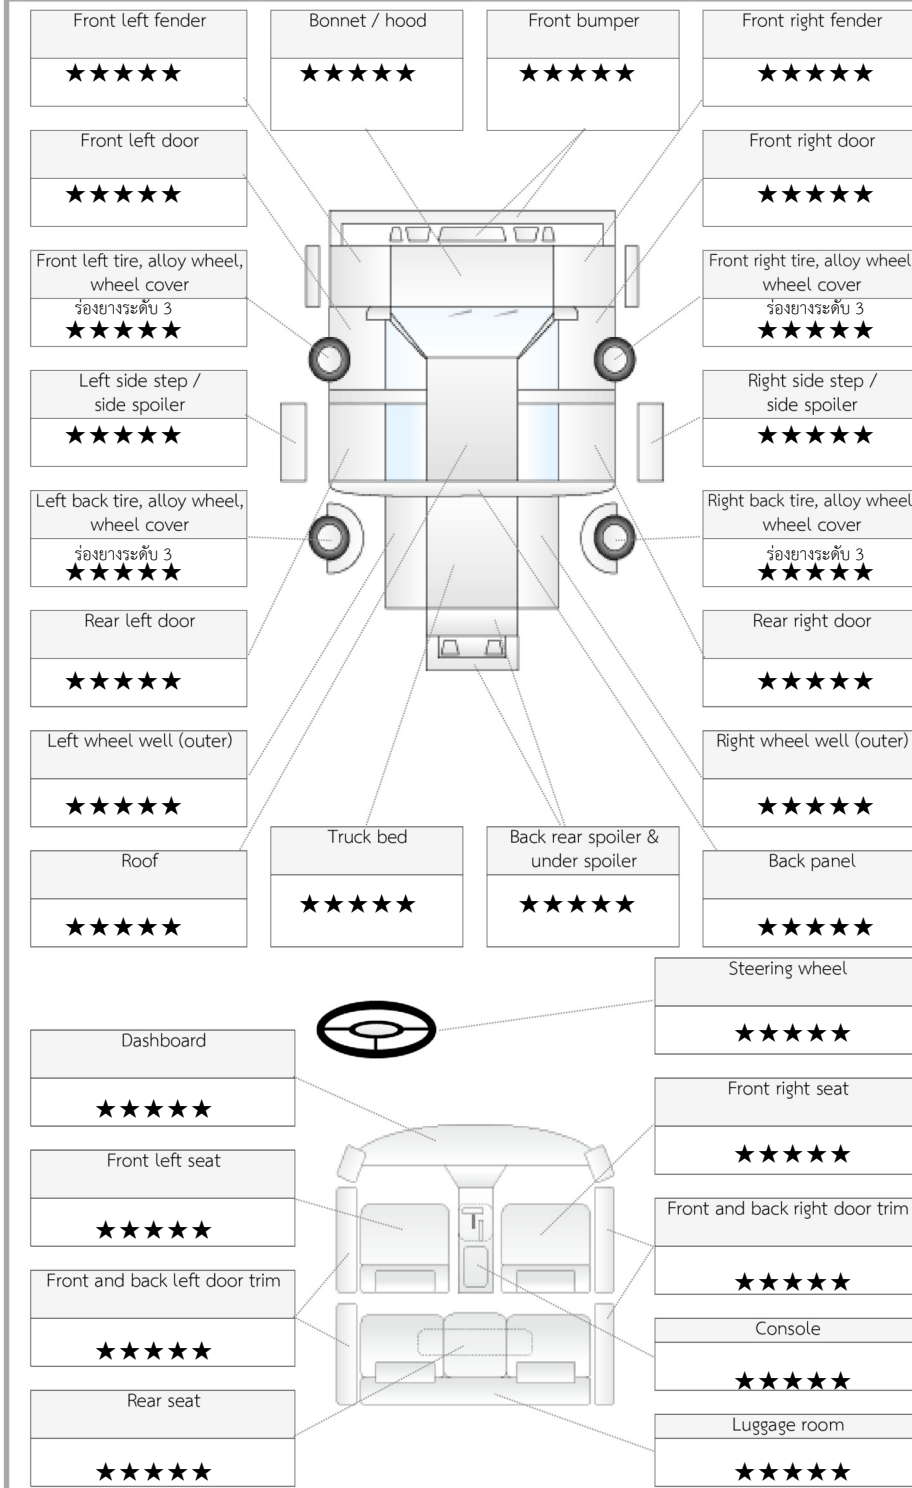 Front left fender
★★★★★
Bonnet / hood
★★★★★
Front bumper
★★★★★
Front right fender
★★★★★
Front left door
★★★★★
Front right door
★★★★★
Front left tire, alloy wheel,
wheel cover
ร่องยางระดับ 3
★★★★★
Front right tire, alloy wheel
wheel cover
ร่องยางระดับ 3
★★★★★
Left side step /
side spoiler
★★★★★
Right side step /
side spoiler
★★★★★
Left back tire, alloy wheel,
wheel cover
ร่องยางระดับ 3
★★★★★
Right back tire, alloy wheel
wheel cover
ร่องยางระดับ 3
★★★★★
Rear left door
★★★★★
Rear right door
★★★★★
Left wheel well (outer)
★★★★★
Right wheel well (outer)
★★★★★
Roof
★★★★★
Truck bed
★★★★★
Back rear spoiler &
under spoiler
★★★★★
Back panel
★★★★★
Steering wheel
★★★★★
Dashboard
★★★★★
Front right seat
★★★★★
Front left seat
★★★★★
Front and back right door trim
★★★★★
Front and back left door trim
★★★★★
Console
★★★★★
Rear seat
★★★★★
Luggage room
★★★★★